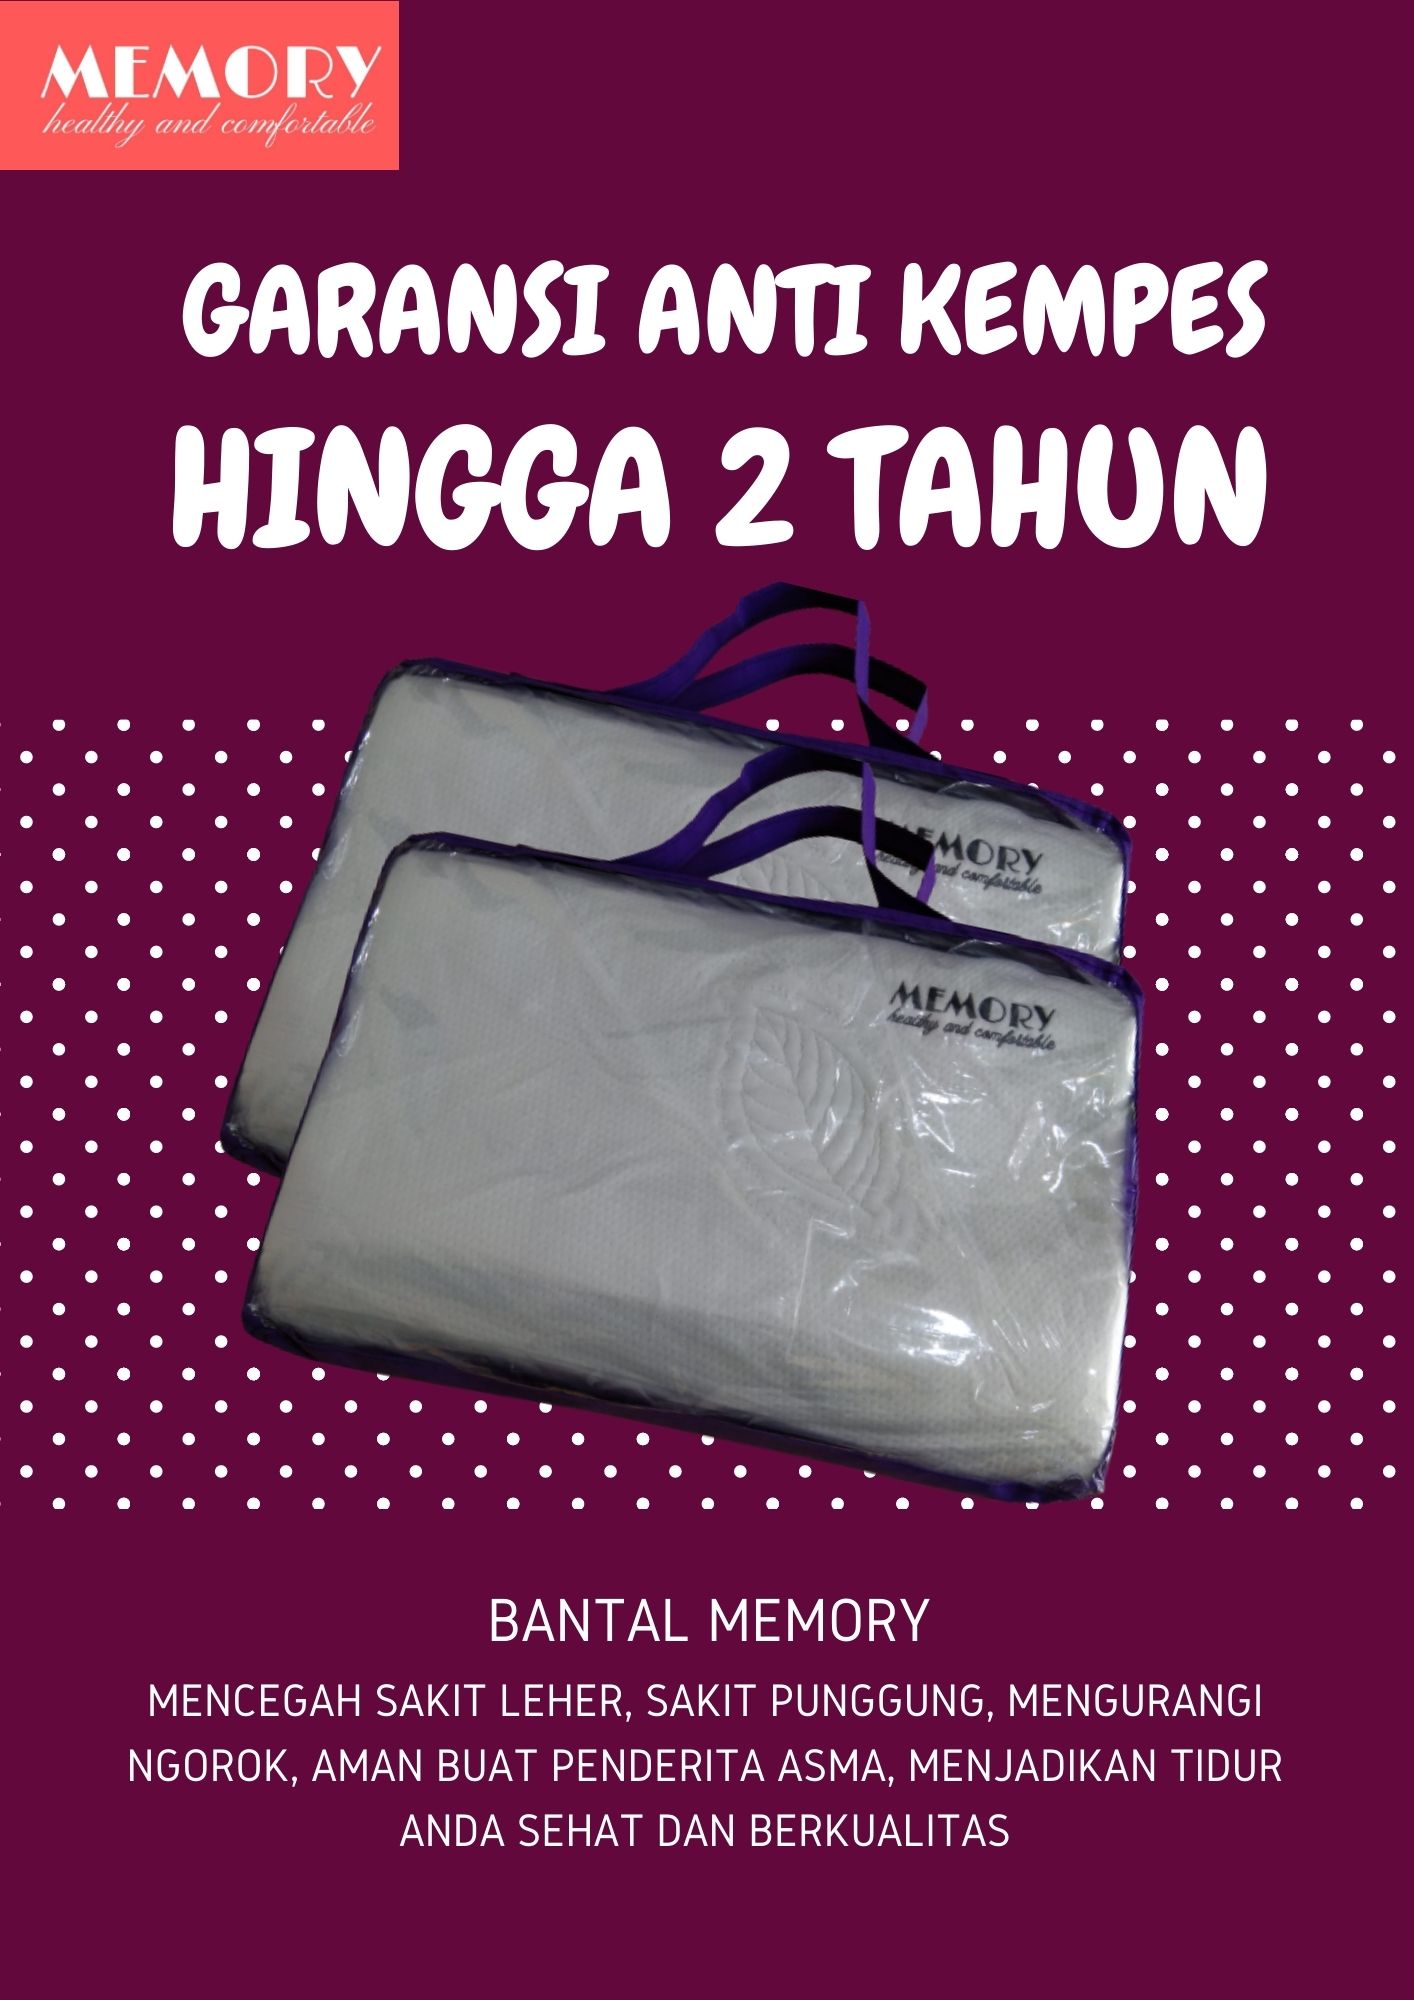 MEMORY
healthy and comfortable
GARANSI ANTI KEMPES
HINGGA 2 TAHUN
MEMORY
healthy and comfortable
MEMORY
healthy and comfortable
BANTAL MEMORY
MENCEGAH SAKIT LEHER, SAKIT PUNGGUNG, MENGURANGI
NGOROK, AMAN BUAT PENDERITA ASMA, MENJADIKAN TIDUR
ANDA SEHAT DAN BERKUALITAS